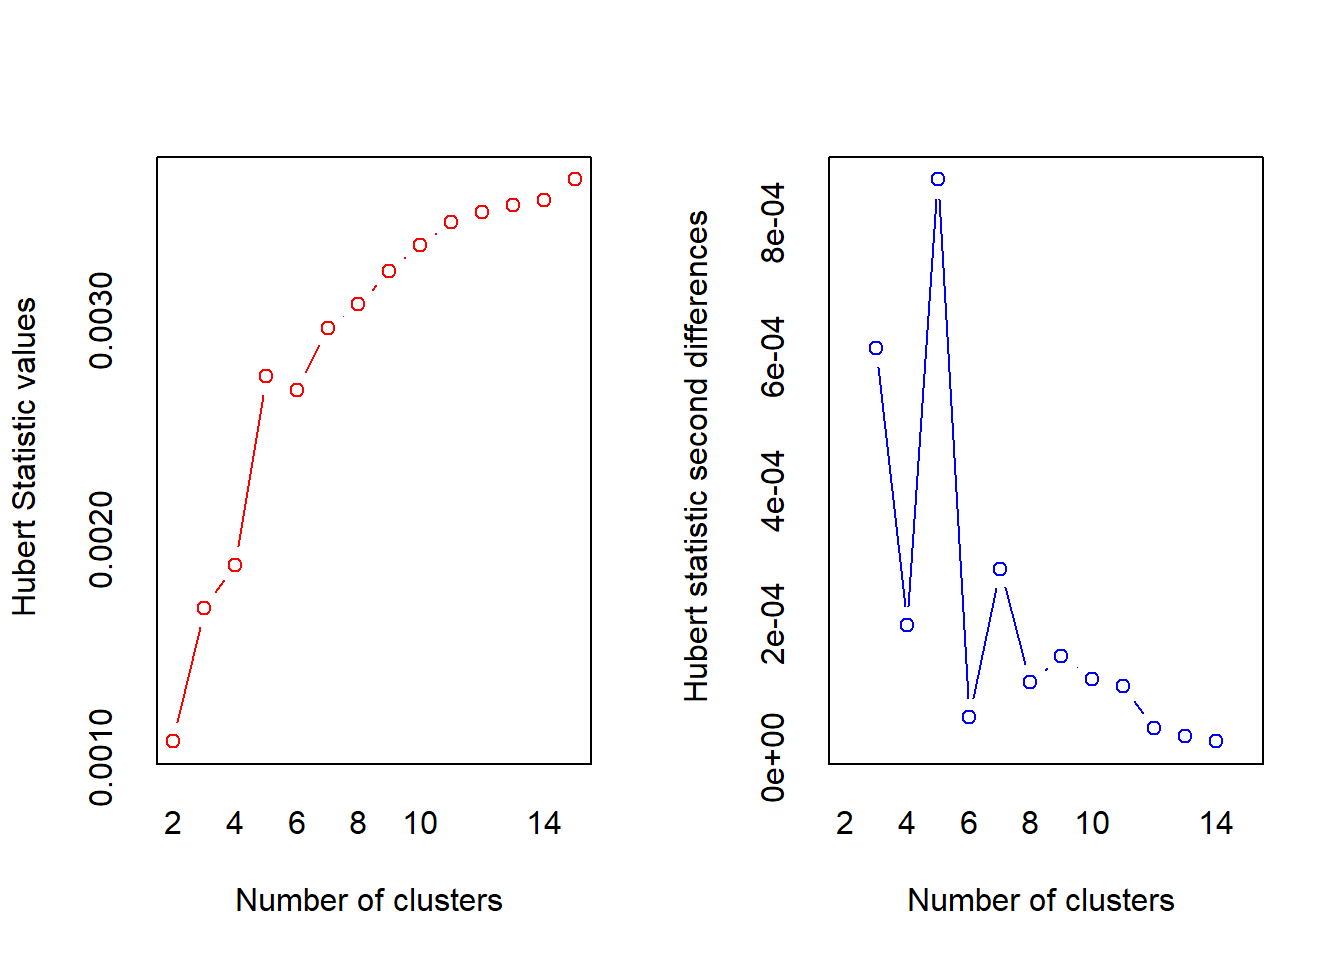 Hubert Statistic values
0.0010
0.0020
0.0030
2 4 6 8 10 14
Number of clusters
Hubert statistic second differences
0e+00
2e-04
4e-04
6e-04
8e-04
2 4 6 8 10 14
Number of clusters